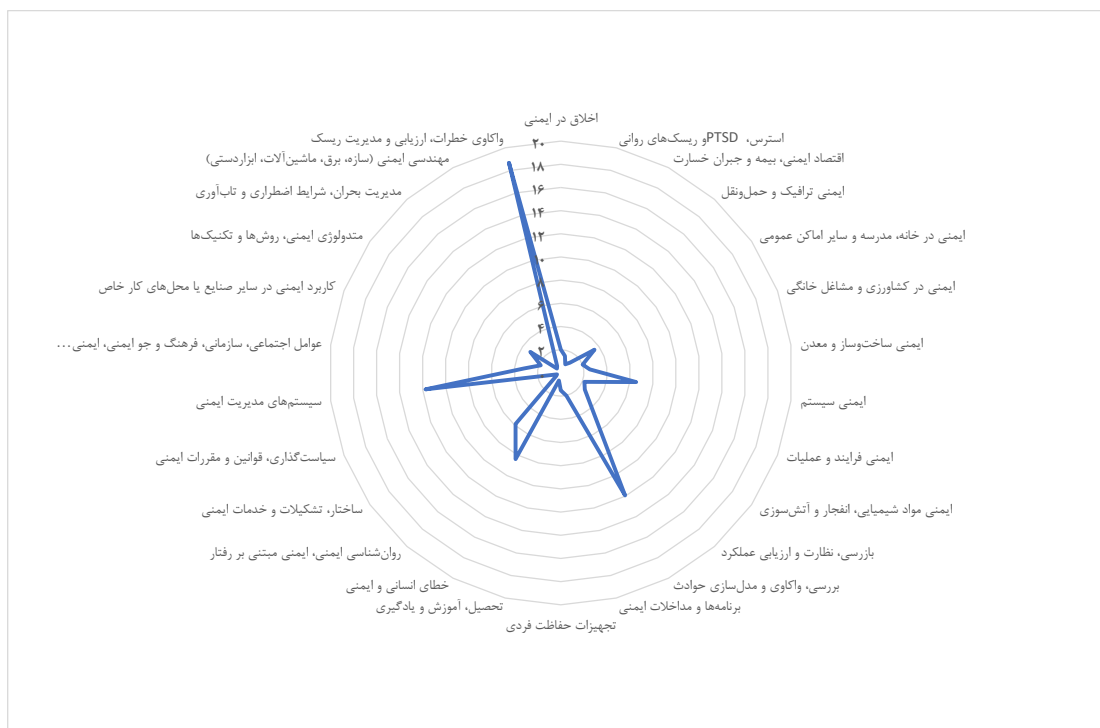 اخلاق در ایمنی
استرس، PTSDو ریسک‌های روانی
اقتصاد ایمنی، بیمه و جبران خسارت
ایمنی ترافیک و حمل‌ونقل
ایمنی در خانه، مدرسه و سایر اماکن عمومی
ایمنی در کشاورزی و مشاغل خانگی
ایمنی ساخت‌وساز و معدن
ایمنی سیستم
ایمنی فرایند و عملیات
ایمنی مواد شیمیایی، انفجار و آتش‌سوزی
بازرسی، نظارت و ارزیابی عملکرد
بررسی، واکاوی و مدل‌سازی حوادث
برنامه‌ها و مداخلات ایمنی
تجهیزات حفاظت فردی
تحصیل، آموزش و یادگیری
خطای انسانی و ایمنی
روان‌شناسی ایمنی، ایمنی مبتنی بر رفتار
ساختار، تشکیلات و خدمات ایمنی
سیاست‌گذاری، قوانین و مقررات ایمنی
سیستم‌های مدیریت ایمنی
عوامل اجتماعی، سازمانی، فرهنگ و جو ایمنی، ایمنی...
کاربرد ایمنی در سایر صنایع یا محل‌های کار خاص
متدولوژی ایمنی، روش‌ها و تکنیک‌ها
مدیریت بحران، شرایط اضطراری و تاب‌آوری
مهندسی ایمنی (سازه، برق، ماشین‌آلات، ابزاردستی)
واکاوی خطرات، ارزیابی و مدیریت ریسک
۲۰
۱۸
۱۶
۱۴
۱۲
۱۰
۸
۶
۴
۲
۰